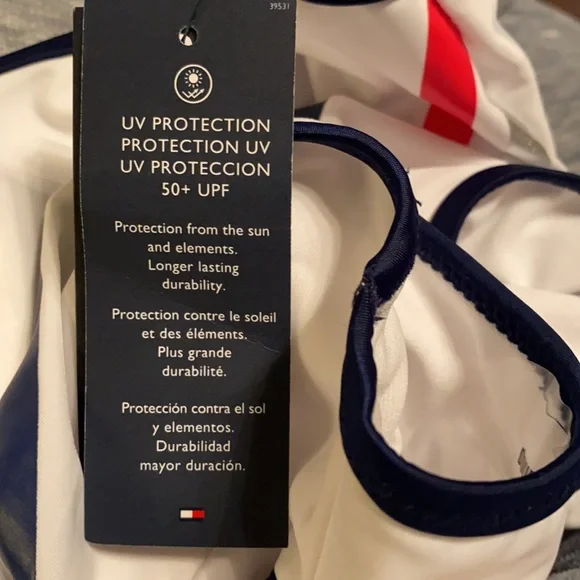 39531
UV PROTECTION
PROTECTION UV
UV PROTECCION
50+ UPF
Protection from the sun
and elements.
Longer lasting
durability.
Protection contre le soleil
et des éléments.
Plus grande
durabilité.
Protección contra el sol
y elementos.
Durabilidad
mayor duración.